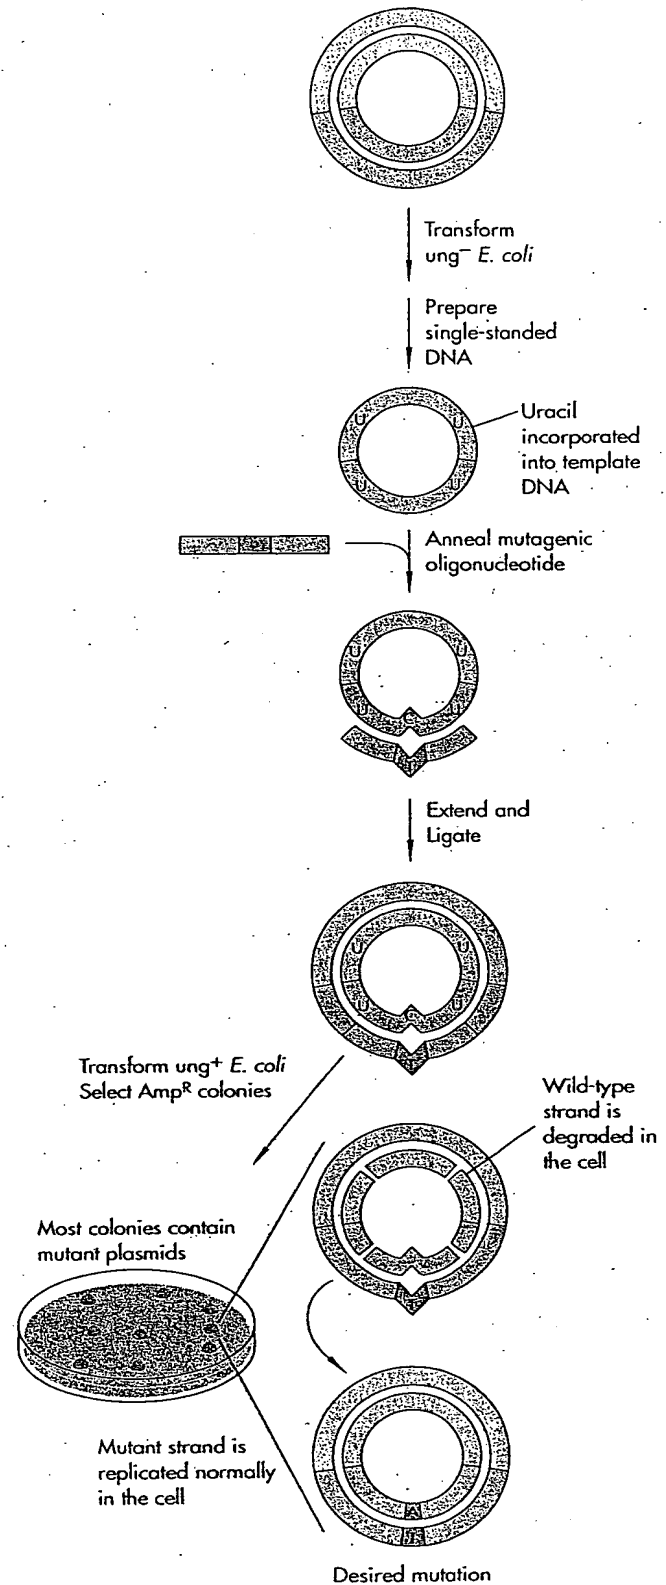 Transform
ung– E. coli
Prepare
single-standed
DNA
U U
U U
Uracil
incorporated
into template
DNA
Anneal mutagenic
oligonucleotide
U U
U C U
T
Extend and
Ligate
U U
U C U
T
Transform ung+ E. coli
Select AmpR colonies
Wild-type
strand is
degraded in
the cell
Most colonies contain
mutant plasmids
Mutant strand is
replicated normally
in the cell
A
T
Desired mutation